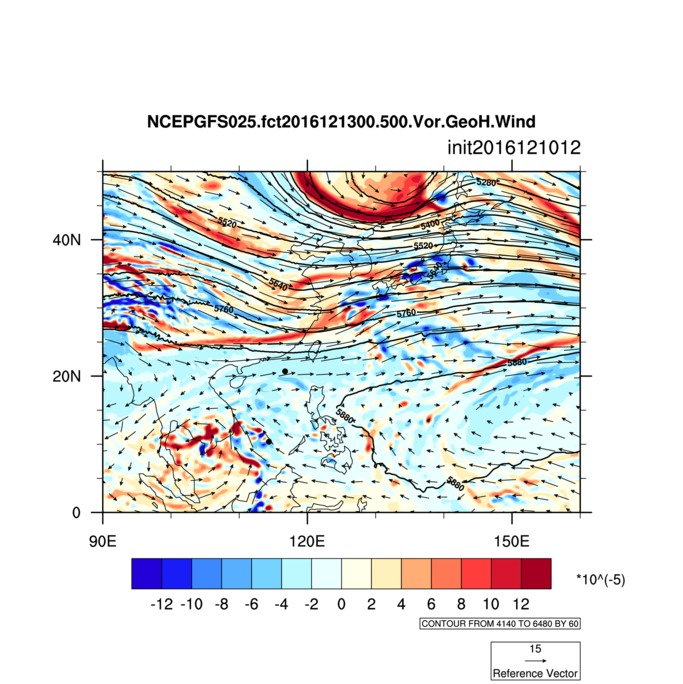 NCEPGFS025.fct2016121300.500.Vor.GeoH.Wind
init2016121012
5280
5520
5400
40N
5520
5640
5640
5760
5760
5880
20N
5880
5880
0
90E 120E 150E
*10^(-5)
-12 -10 -8 -6 -4 -2 0 2 4 6 8 10 12
CONTOUR FROM 4140 TO 6480 BY 60
15
Reference Vector